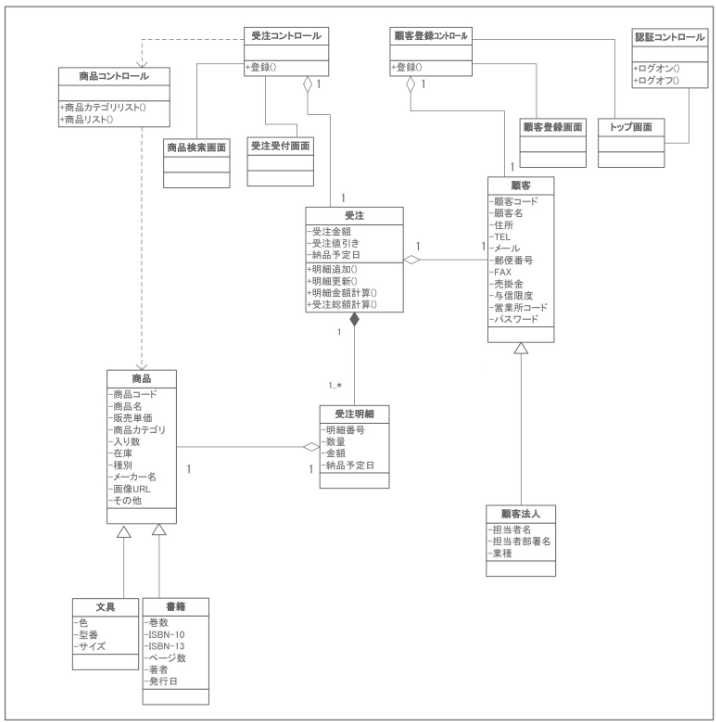 受注コントロール
+登録()
1
顧客登録コントロール
+登録()
1
認証コントロール
+ログオン()
+ログオフ()
商品コントロール
+商品カテゴリリスト()
+商品リスト()
商品検索画面
受注受付画面
顧客登録画面
トップ画面
1
1
受注
-受注金額
-受注値引き
-納品予定日
+明細追加()
+明細更新()
+明細金額計算()
+受注総額計算()
1
1
顧客
-顧客コード
-顧客名
-住所
-TEL
-メール
-郵便番号
-FAX
-売掛金
-与信限度
-営業所コード
-パスワード
1
1..*
商品
-商品コード
-商品名
-販売単価
-商品カテゴリ
-入り数
-在庫
-種別
-メーカー名
-画像URL
-その他
1
1
受注明細
-明細番号
-数量
-金額
-納品予定日
顧客法人
-担当者名
-担当者部署名
-業種
文具
-色
-型番
-サイズ
書籍
-巻数
-ISBN-10
-ISBN-13
-ページ数
-著者
-発行日